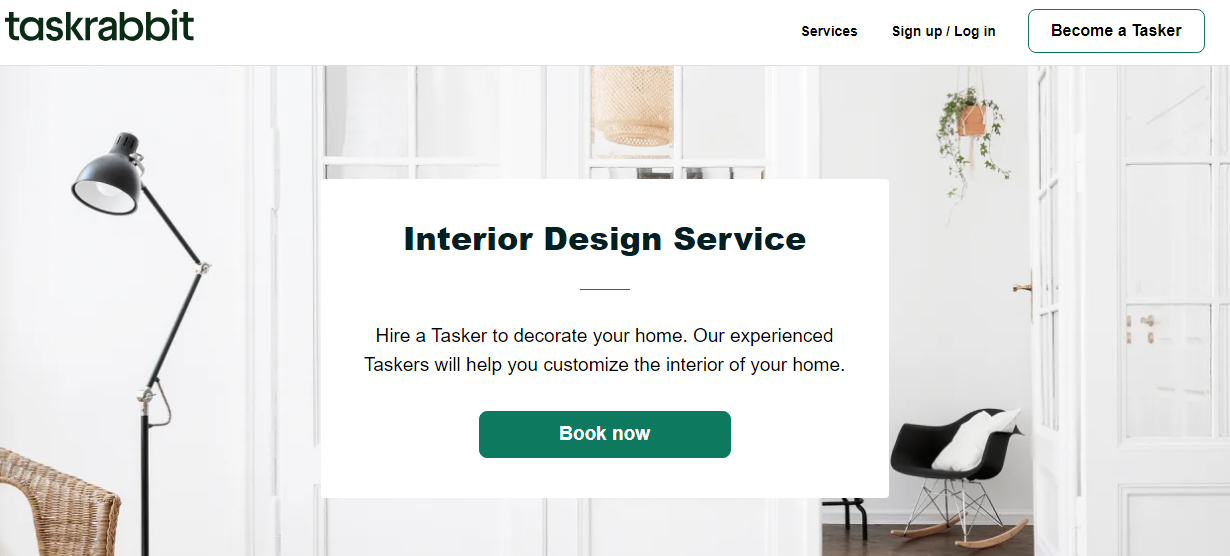 taskrabbit
Services
Sign up / Log in
Become a Tasker
Interior Design Service
Hire a Tasker to decorate your home. Our experienced
Taskers will help you customize the interior of your home.
Book now